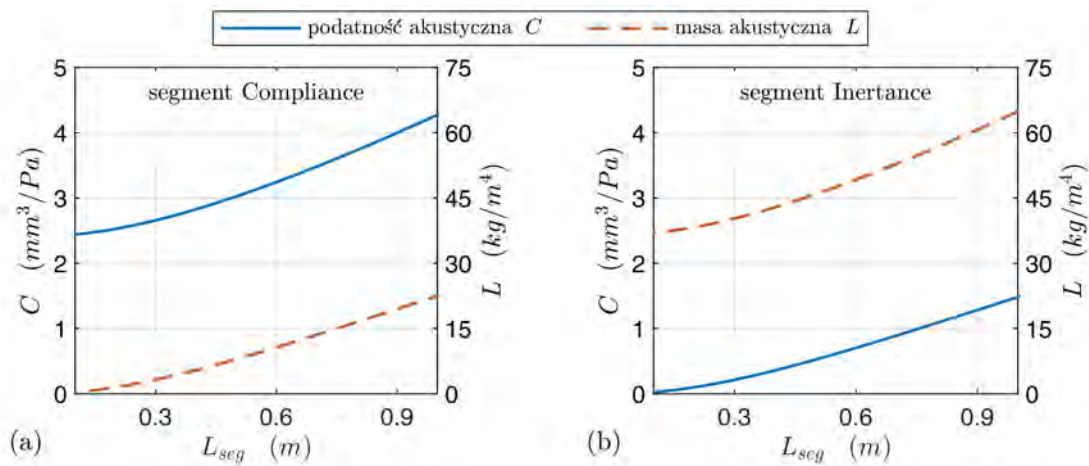 podatność akustyczna C masa akustyczna L
segment Compliance
C (mm³/Pa)
5
4
3
2
1
0
75
60
45
30
15
0
L (kg/m⁴)
0.3 0.6 0.9
(a) L_seg (m)
segment Inertance
C (mm³/Pa)
5
4
3
2
1
0
75
60
45
30
15
0
L (kg/m⁴)
0.3 0.6 0.9
(b) L_seg (m)